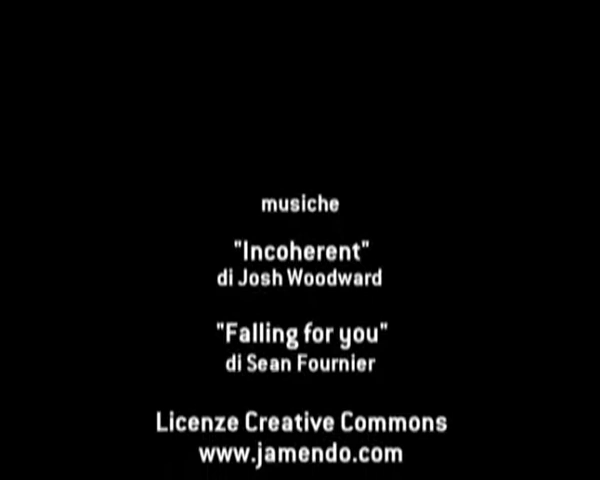 musiche
"Incoherent"
di Josh Woodward
"Falling for you"
di Sean Fournier
Licenze Creative Commons
www.jamendo.com